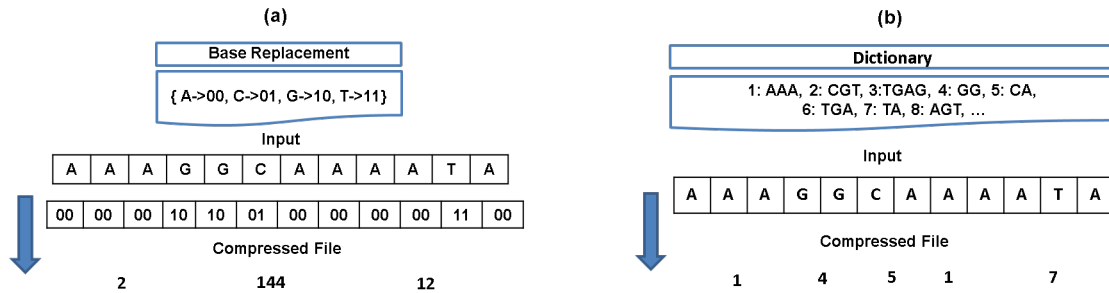 (a)
Base Replacement
{ A->00, C->01, G->10, T->11}
Input
A A A G G C A A A A T A
00 00 00 10 10 01 00 00 00 00 11 00
Compressed File
2 144 12
(b)
Dictionary
1: AAA, 2: CGT, 3:TGAG, 4: GG, 5: CA,
6: TGA, 7: TA, 8: AGT, ...
Input
A A A G G C A A A A T A
Compressed File
1 4 5 1 7